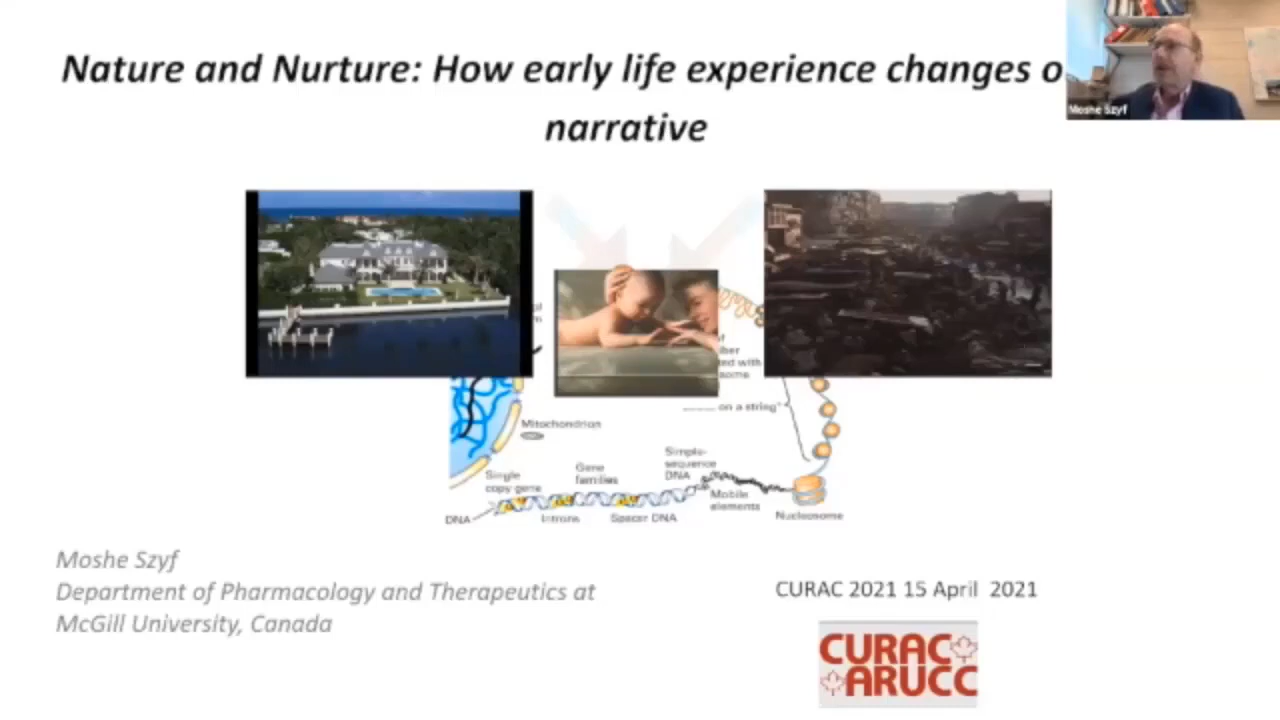 Nature and Nurture: How early life experience changes o
narrative
Moshe Szyf
on a string"
Mitochondrion
Simple-
sequence
DNA
Gene
families
Single
copy gene
Mobile
elements
DNA
Introns
Spacer DNA
Nucleosome
Moshe Szyf
Department of Pharmacology and Therapeutics at
McGill University, Canada
CURAC 2021 15 April 2021
CURAC
ARUCC